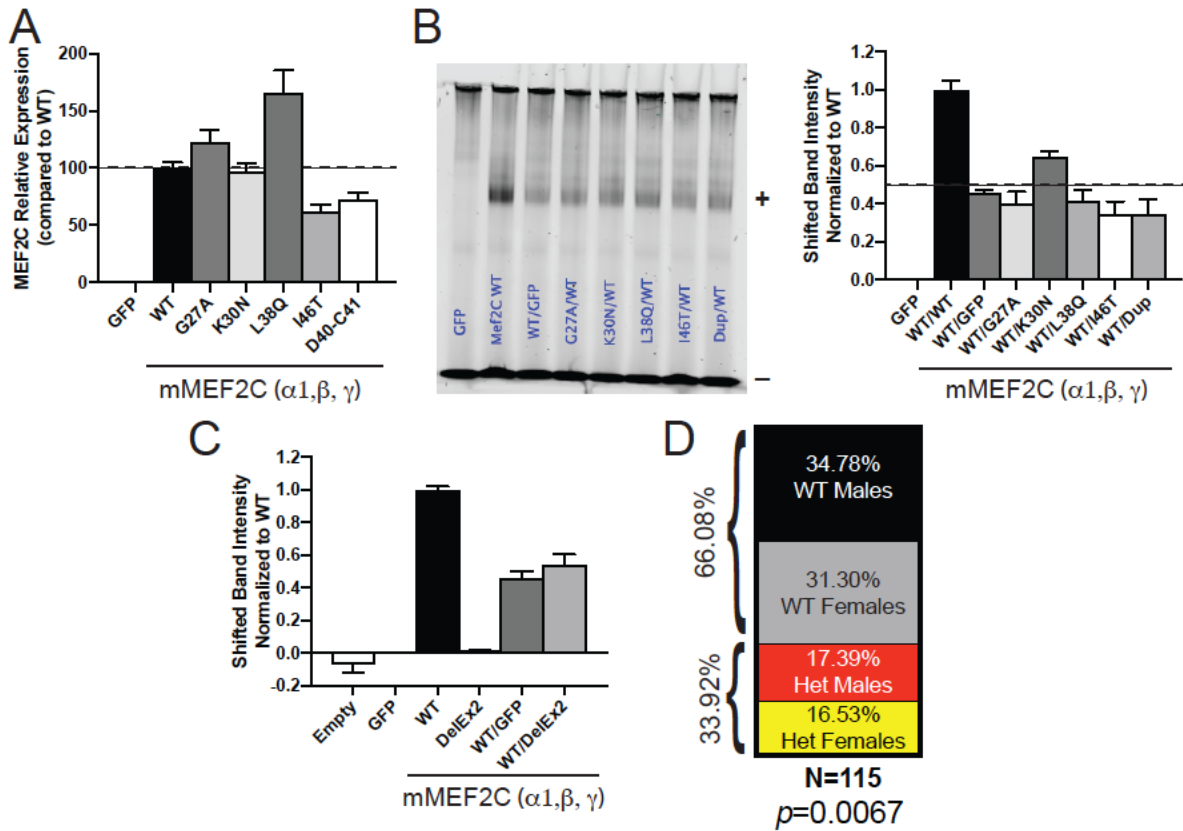 A
MEF2C Relative Expression
(compared to WT)
200
150
100
50
0
GFP
WT
G27A
K30N
L38Q
I46T
D40-C41
mMEF2C (α1,β, γ)
B
GFP
Mef2C WT
WT/GFP
G27A/WT
K30N/WT
L38Q/WT
I46T/WT
Dup/WT
+
–
Shifted Band Intensity
Normalized to WT
1.2
1.0
0.8
0.6
0.4
0.2
0.0
GFP
WT/WT
WT/GFP
WT/G27A
WT/K30N
WT/L38Q
WT/I46T
WT/Dup
mMEF2C (α1,β, γ)
C
Shifted Band Intensity
Normalized to WT
1.2
1.0
0.8
0.6
0.4
0.2
0.0
-0.2
Empty
GFP
WT
DelEx2
WT/GFP
WT/DelEx2
mMEF2C (α1,β, γ)
D
66.08%
34.78%
WT Males
31.30%
WT Females
33.92%
17.39%
Het Males
16.53%
Het Females
N=115
p=0.0067